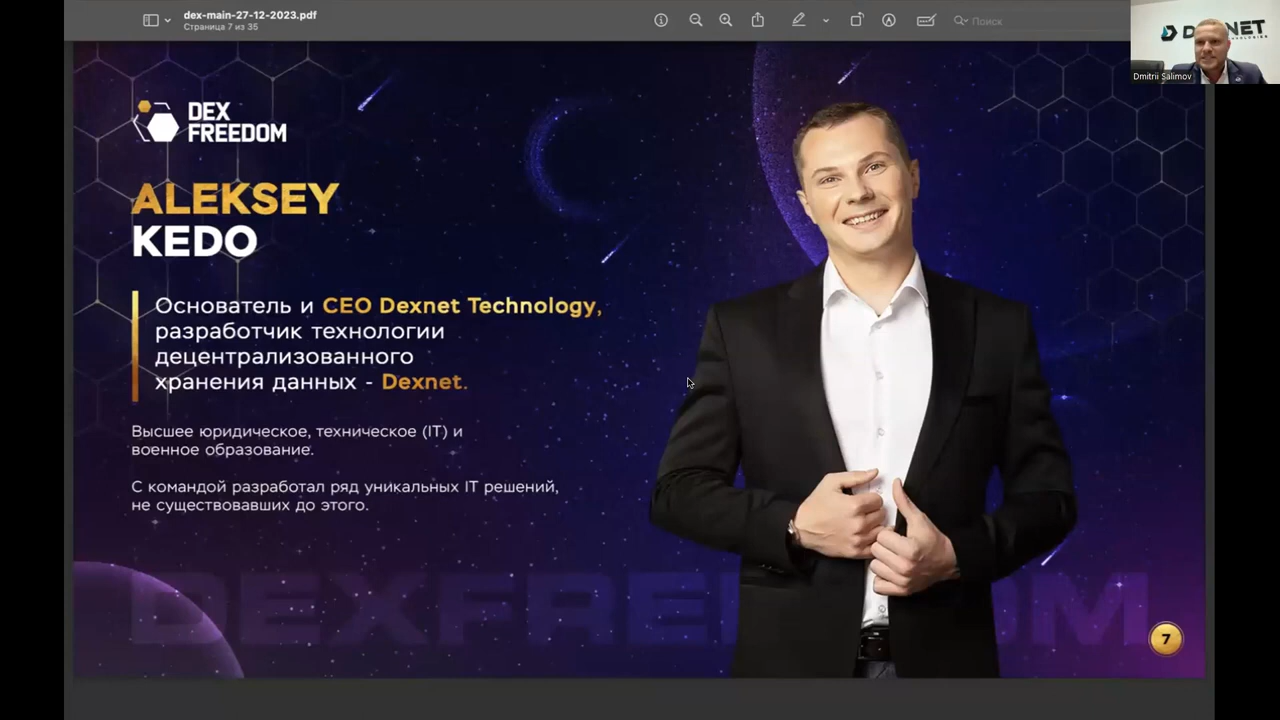 dex-main-27-12-2023.pdf
Страница 7 из 35
Поиск
DEXNET
Dmitrii Salimov
DEX
FREEDOM
ALEKSEY
KEDO
Основатель и CEO Dexnet Technology,
разработчик технологии
децентрализованного
хранения данных - Dexnet.
Высшее юридическое, техническое (IT) и
военное образование.
С командой разработал ряд уникальных IT решений,
не существовавших до этого.
DEXFREEDOM
7